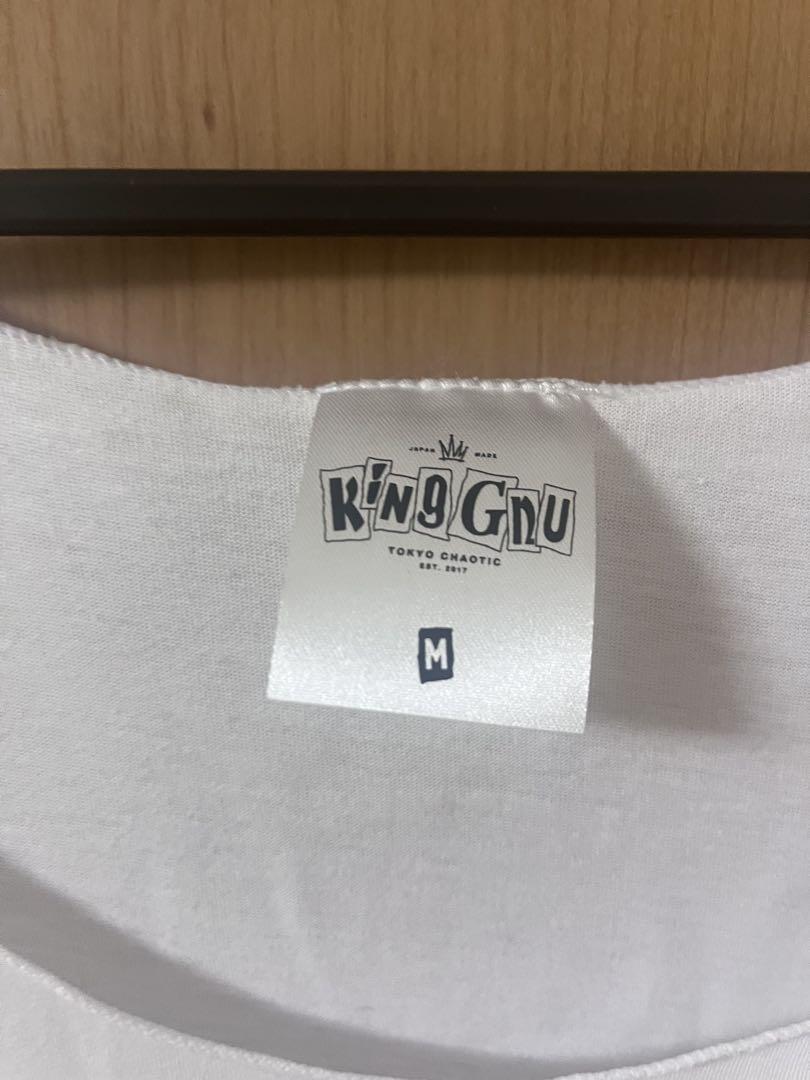 JAPAN MADE
King Gnu
TOKYO CHAOTIC
EST. 2017
M